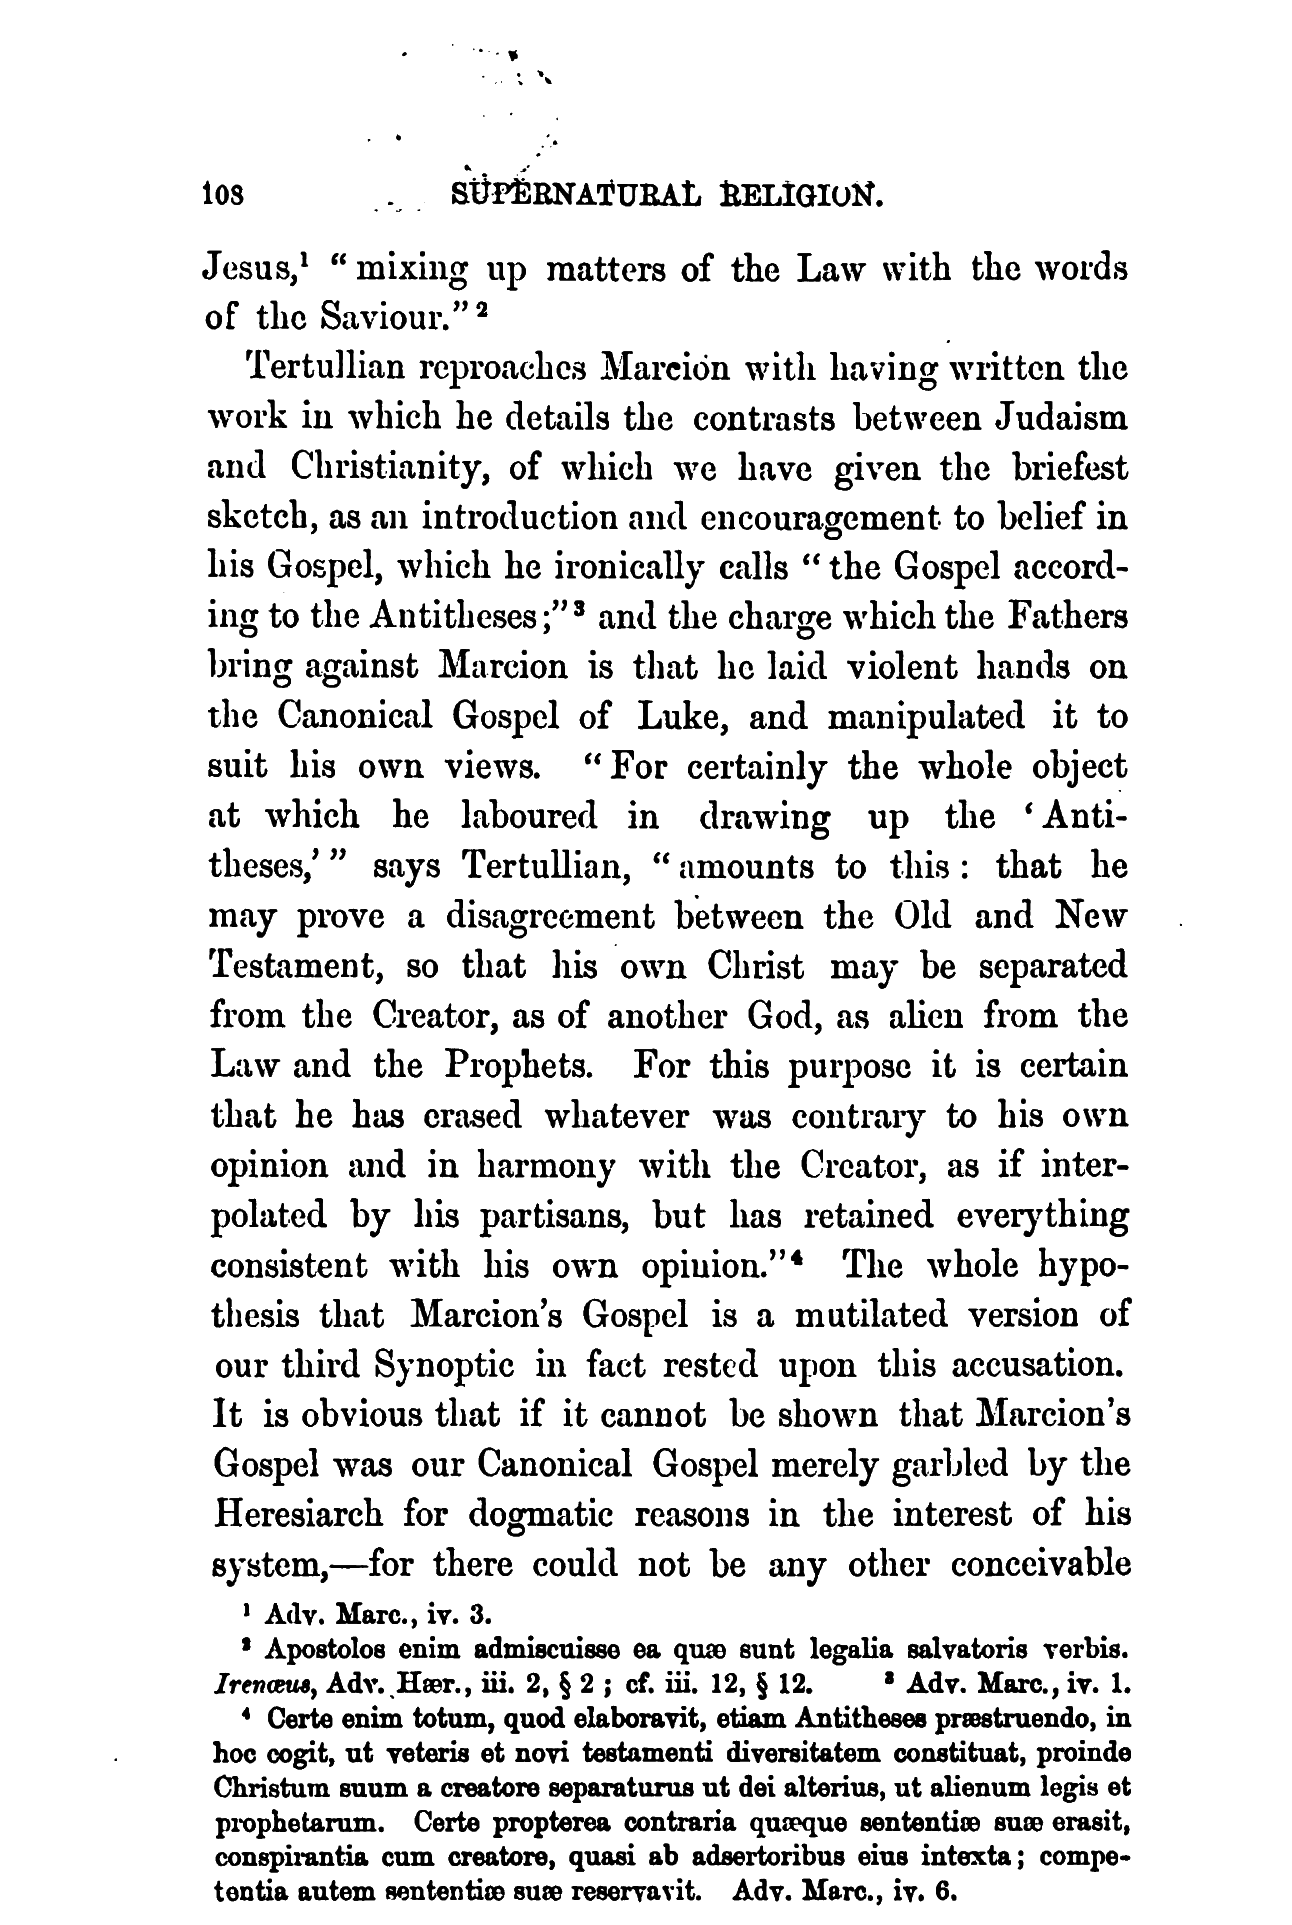 108 SUPERNATURAL RELIGION.
Jesus,¹ “mixing up matters of the Law with the words
of the Saviour.”²
Tertullian reproaches Marcion with having written the
work in which he details the contrasts between Judaism
and Christianity, of which we have given the briefest
sketch, as an introduction and encouragement to belief in
his Gospel, which he ironically calls “the Gospel accord-
ing to the Antitheses;”³ and the charge which the Fathers
bring against Marcion is that he laid violent hands on
the Canonical Gospel of Luke, and manipulated it to
suit his own views. “For certainly the whole object
at which he laboured in drawing up the ‘Anti-
theses,’” says Tertullian, “amounts to this: that he
may prove a disagreement between the Old and New
Testament, so that his own Christ may be separated
from the Creator, as of another God, as alien from the
Law and the Prophets. For this purpose it is certain
that he has erased whatever was contrary to his own
opinion and in harmony with the Creator, as if inter-
polated by his partisans, but has retained everything
consistent with his own opinion.”⁴ The whole hypo-
thesis that Marcion’s Gospel is a mutilated version of
our third Synoptic in fact rested upon this accusation.
It is obvious that if it cannot be shown that Marcion’s
Gospel was our Canonical Gospel merely garbled by the
Heresiarch for dogmatic reasons in the interest of his
system,—for there could not be any other conceivable
¹ Adv. Marc., iv. 3.
² Apostolos enim admiscuisse ea quæ sunt legalia salvatoris verbis.
Irenæus, Adv. Hær., iii. 2, § 2; cf. iii. 12, § 12. ³ Adv. Marc., iv. 1.
⁴ Certe enim totum, quod elaboravit, etiam Antitheses præstruendo, in
hoc cogit, ut veteris et novi testamenti diversitatem constituat, proinde
Christum suum a creatore separaturus ut dei alterius, ut alienum legis et
prophetarum. Certe propterea contraria quæque sententiæ suæ erasit,
conspirantia cum creatore, quasi ab adsertoribus eius intexta; compe-
tentia autem sententiæ suæ reservavit. Adv. Marc., iv. 6.